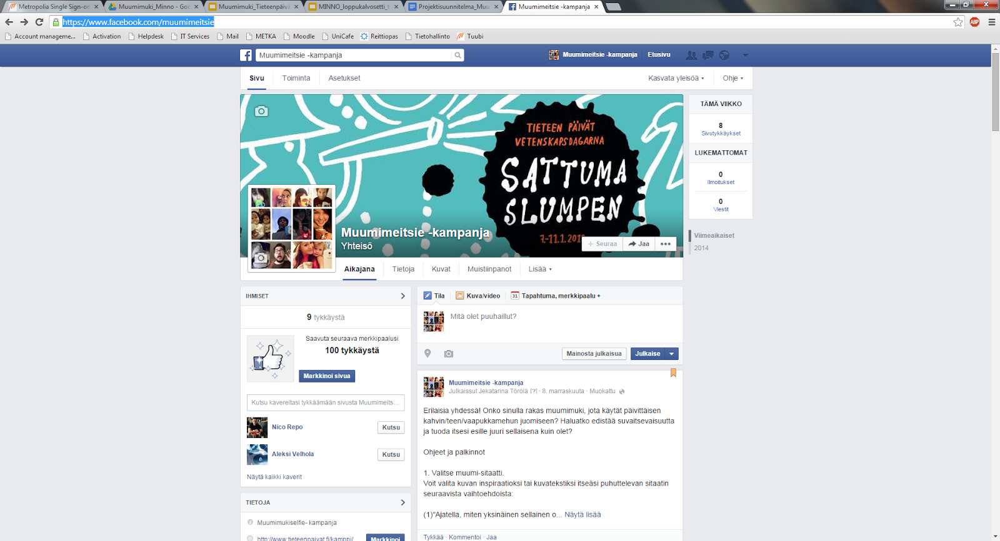 Metropolia Single Sign-on
Muumimuki_Minno - Goo
Muumimuki_Tieteenpäivä
MINNO_loppukalvosetti_t
Projektisuunnitelma_Muu
Muumimeitsie -kampanja
https://www.facebook.com/muumimeitsie
ABP
Account manageme...
Activation
Helpdesk
IT Services
Mail
METKA
Moodle
UniCafe
Reittiopas
Tietohallinto
Tuubi
Muumimeitsie -kampanja
Muumimeitsie -kampanja
Etusivu
Sivu
Toiminta
Asetukset
Kasvata yleisöä
Ohje
TIETEEN PÄIVÄT
VETENSKAPSDAGARNA
SATTUMA
SLUMPEN
7.-11.1.2015
Muumimeitsie -kampanja
Yhteisö
+ Seuraa
Jaa
Aikajana
Tietoja
Kuvat
Muistiinpanot
Lisää
TÄMÄ VIIKKO
8
Sivutykkäykset
LUKEMATTOMAT
0
Ilmoitukset
0
Viestit
Viimeaikaiset
2014
IHMISET
9 tykkäystä
Saavuta seuraava merkkipaalusi
100 tykkäystä
Markkinoi sivua
Kutsu kavereitasi tykkäämään sivusta Muumimeits...
Nico Repo
Kutsu
Aleksi Velhola
Kutsu
Näytä kaikki kaverit
TIETOJA
Muumimukiselfie- kampanja
http://www.tieteenpaivat.fi/kamppi/...
Markkinoi
Tila
Kuva/video
31
Tapahtuma, merkkipaalu +
Mitä olet puuhaillut?
Mainosta julkaisua
Julkaise
Muumimeitsie -kampanja
Julkaissut Jekatarina Törölä [?] · 8. marraskuuta · Muokattu ·
Erilaisia yhdessä! Onko sinulla rakas muumimuki, jota käytät päivittäisen
kahvin/teen/vaapukkamehun juomiseen? Haluatko edistää suvaitsevaisuutta
ja tuoda itsesi esille juuri sellaisena kuin olet?
Ohjeet ja palkinnot
1. Valitse muumi-sitaatti.
Voit valita kuvan inspiraatioksi tai kuvatekstiksi itseäsi puhuttelevan sitaatin
seuraavista vaihtoehdoista:
(1)"Ajatella, miten yksinäinen sellainen o... Näytä lisää
Tykkää · Kommentoi · Jaa